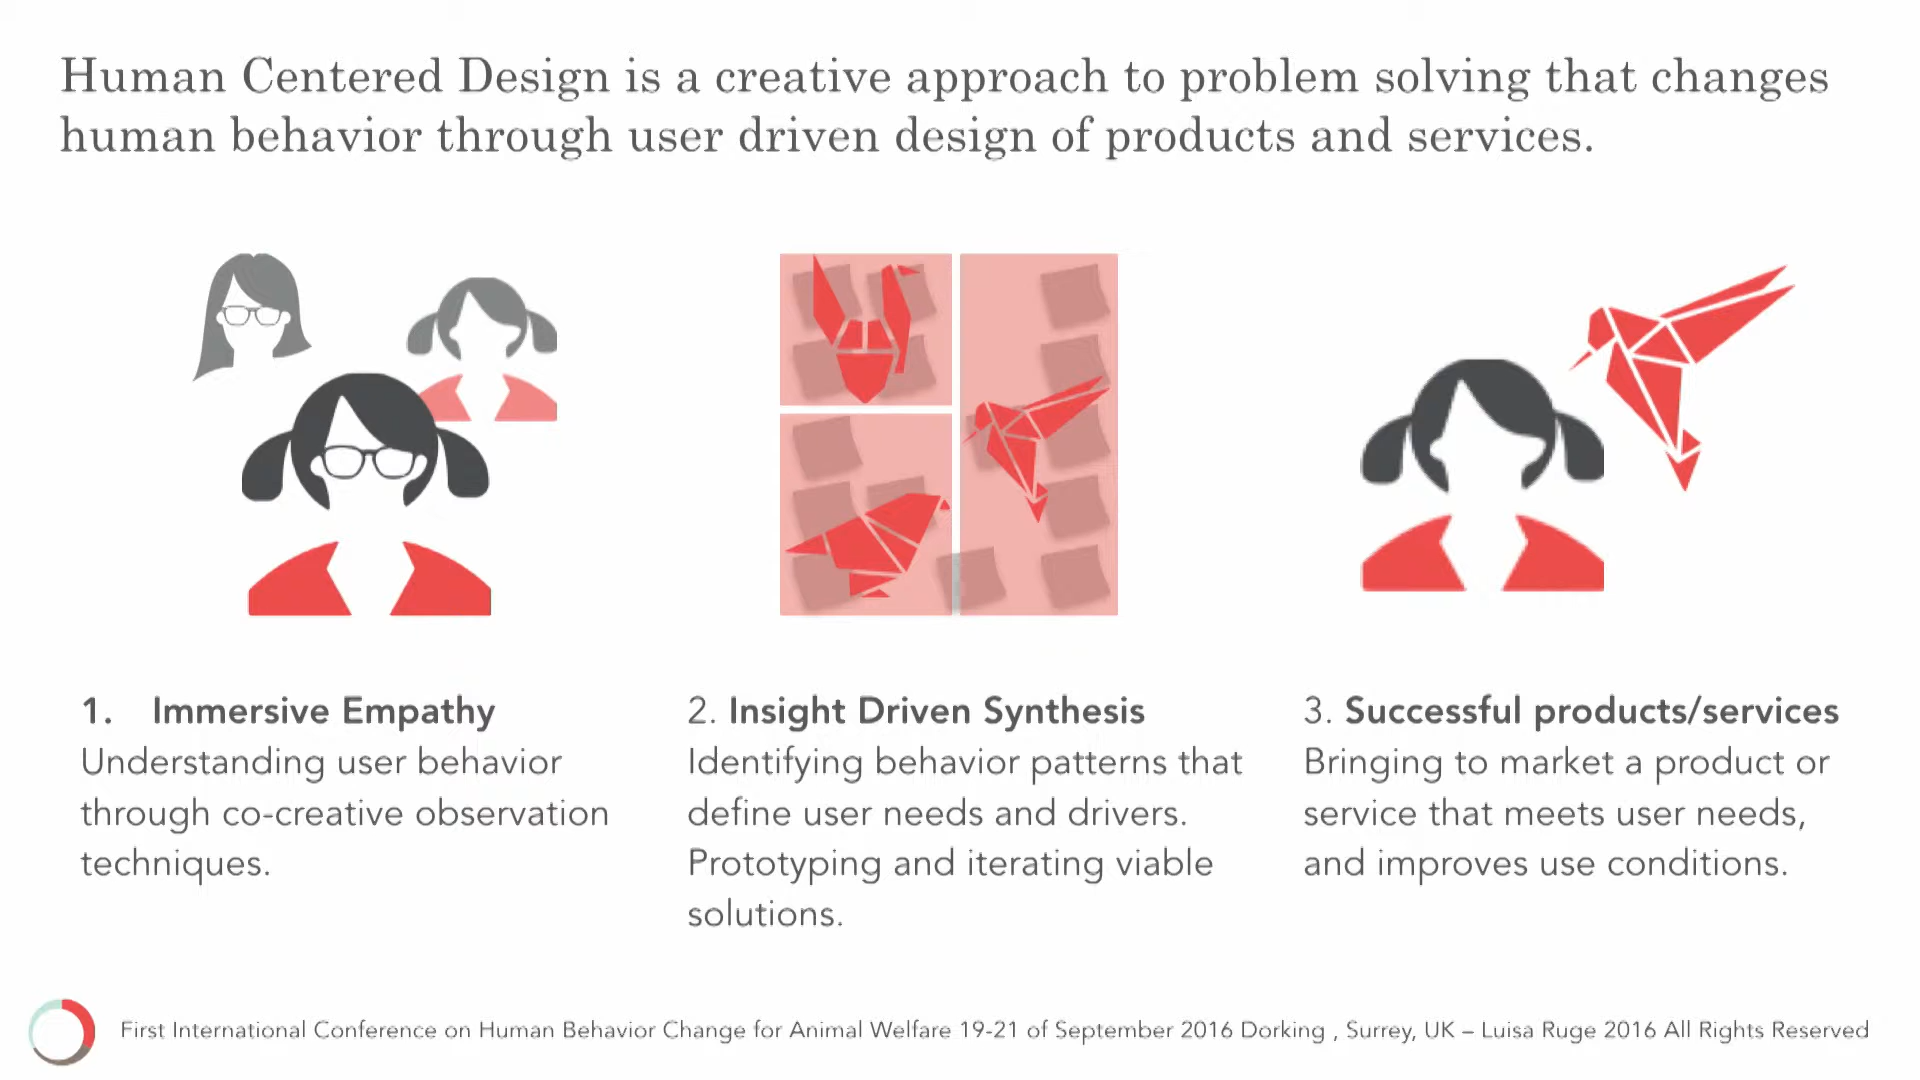 Human Centered Design is a creative approach to problem solving that changes
human behavior through user driven design of products and services.
1. Immersive Empathy
Understanding user behavior
through co-creative observation
techniques.
2. Insight Driven Synthesis
Identifying behavior patterns that
define user needs and drivers.
Prototyping and iterating viable
solutions.
3. Successful products/services
Bringing to market a product or
service that meets user needs,
and improves use conditions.
First International Conference on Human Behavior Change for Animal Welfare 19-21 of September 2016 Dorking , Surrey, UK – Luisa Ruge 2016 All Rights Reserved